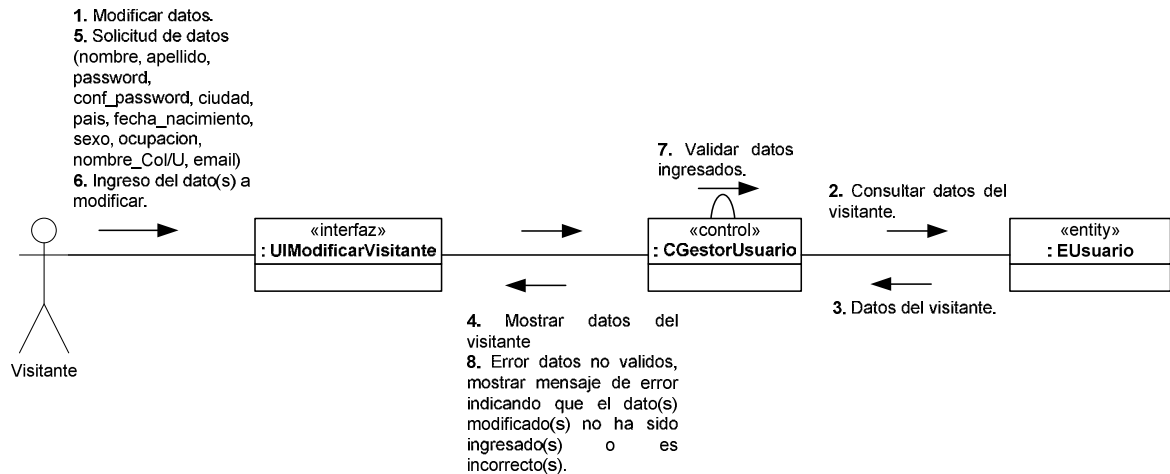 1. Modificar datos.
5. Solicitud de datos
(nombre, apellido,
password,
conf_password, ciudad,
pais, fecha_nacimiento,
sexo, ocupacion,
nombre_Col/U, email)
6. Ingreso del dato(s) a
modificar.
Visitante
«interfaz»
: UIModificarVisitante
4. Mostrar datos del
visitante
8. Error datos no validos,
mostrar mensaje de error
indicando que el dato(s)
modificado(s) no ha sido
ingresado(s) o es
incorrecto(s).
7. Validar datos
ingresados.
«control»
: CGestorUsuario
2. Consultar datos del
visitante.
3. Datos del visitante.
«entity»
: EUsuario